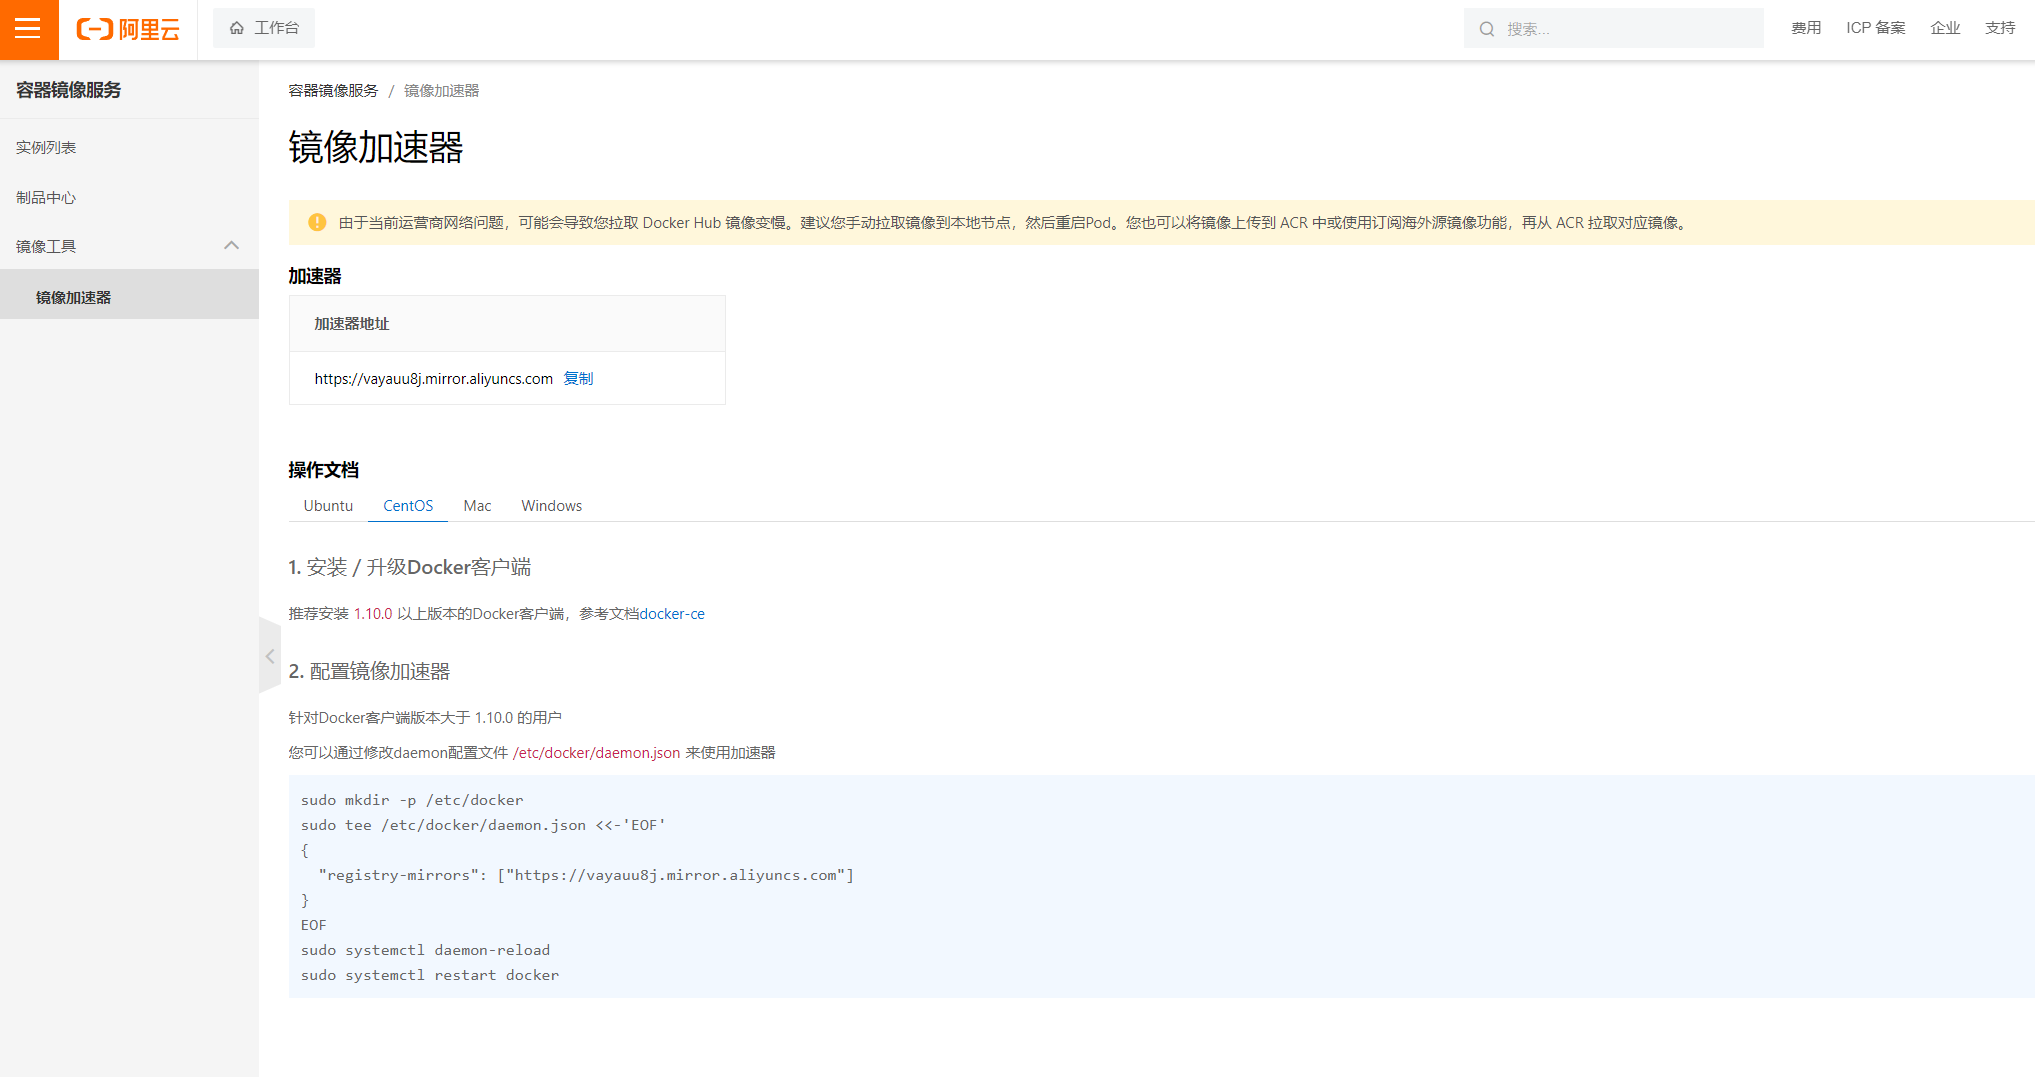 阿里云
工作台
搜索...
费用
ICP 备案
企业
支持
容器镜像服务
实例列表
制品中心
镜像工具
镜像加速器
容器镜像服务 / 镜像加速器
镜像加速器
由于当前运营商网络问题，可能会导致您拉取 Docker Hub 镜像变慢。建议您手动拉取镜像到本地节点，然后重启Pod。您也可以将镜像上传到 ACR 中或使用订阅海外源镜像功能，再从 ACR 拉取对应镜像。
加速器
加速器地址
https://vayauu8j.mirror.aliyuncs.com 复制
操作文档
Ubuntu CentOS Mac Windows
1. 安装 / 升级Docker客户端
推荐安装 1.10.0 以上版本的Docker客户端，参考文档docker-ce
2. 配置镜像加速器
针对Docker客户端版本大于 1.10.0 的用户
您可以通过修改daemon配置文件 /etc/docker/daemon.json 来使用加速器
sudo mkdir -p /etc/docker
sudo tee /etc/docker/daemon.json <<-'EOF'
{
  "registry-mirrors": ["https://vayauu8j.mirror.aliyuncs.com"]
}
EOF
sudo systemctl daemon-reload
sudo systemctl restart docker